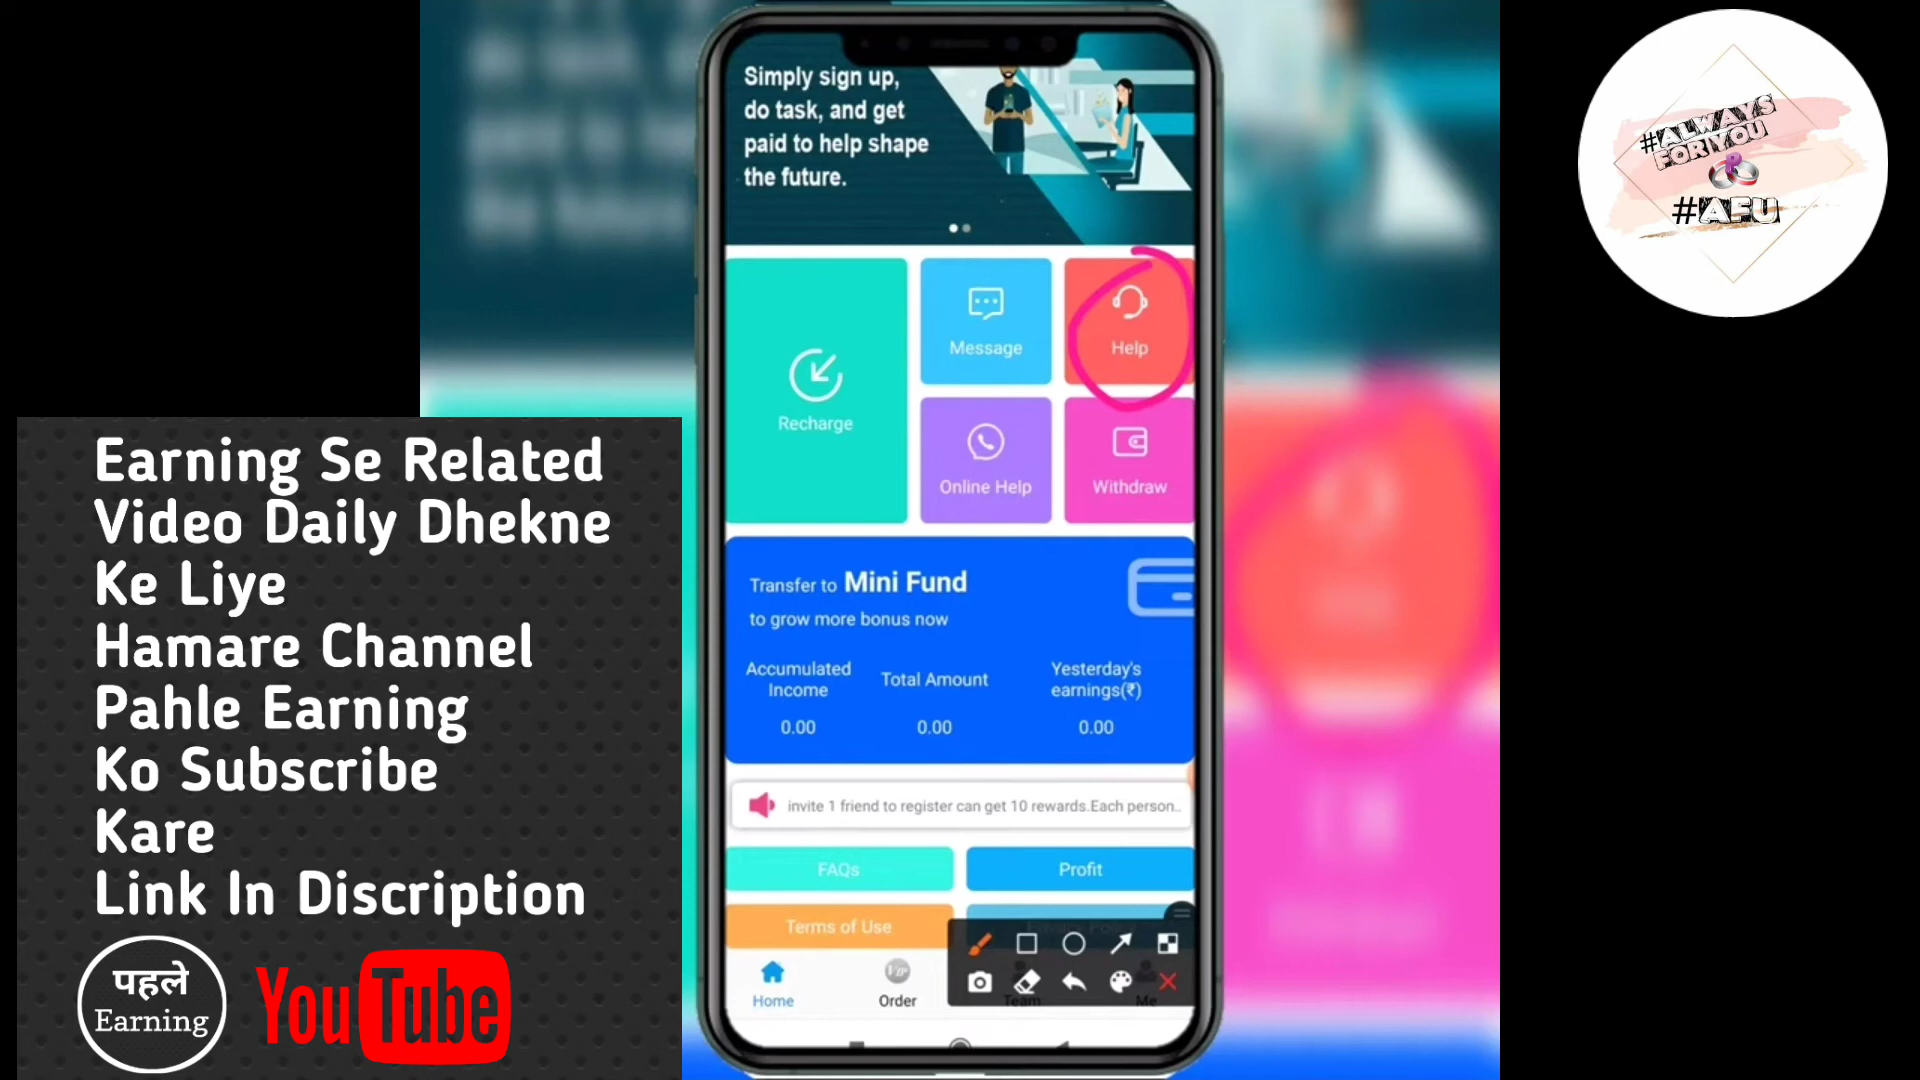 Simply sign up,
do task, and get
paid to help shape
the future.
#ALWAYS
FOR YOU
#AFU
Recharge
Message
Help
Online Help
Withdraw
Transfer to Mini Fund
to grow more bonus now
Accumulated
Income
Total Amount
Yesterday's
earnings(₹)
0.00
0.00
0.00
invite 1 friend to register can get 10 rewards.Each person..
FAQs
Profit
Terms of Use
Home
VIP
Order
Team
Me
Earning Se Related
Video Daily Dhekne
Ke Liye
Hamare Channel
Pahle Earning
Ko Subscribe
Kare
Link In Discription
पहले
Earning
YouTube